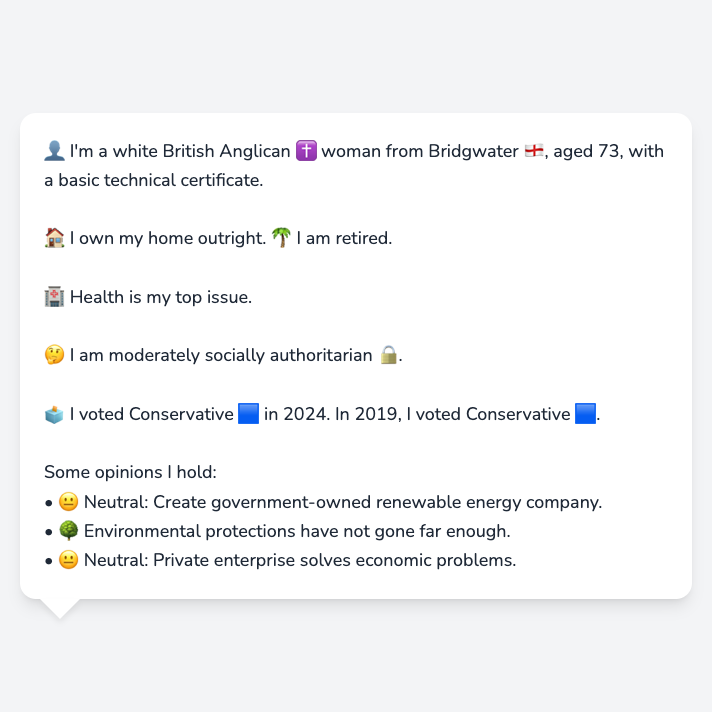 👤 I'm a white British Anglican ✝️ woman from Bridgwater 🏴󠁧󠁢󠁥󠁮󠁧󠁿, aged 73, with
a basic technical certificate.
🏠 I own my home outright. 🌴 I am retired.
🏥 Health is my top issue.
🤔 I am moderately socially authoritarian 🔒.
🗳️ I voted Conservative 🟦 in 2024. In 2019, I voted Conservative 🟦.
Some opinions I hold:
• 😐 Neutral: Create government-owned renewable energy company.
• 🌳 Environmental protections have not gone far enough.
• 😐 Neutral: Private enterprise solves economic problems.